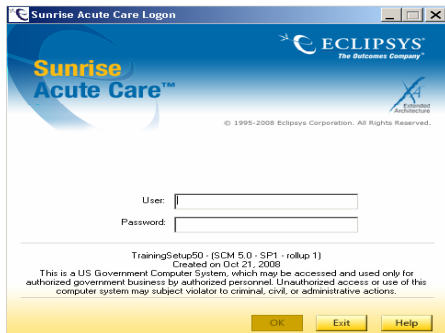 Sunrise Acute Care Logon
ECLIPSYS®
The Outcomes Company™
Sunrise
Acute Care™
XA
Extended
Architecture
© 1995-2008 Eclipsys Corporation. All Rights Reserved.
User:
Password:
TrainingSetup50 - (SCM 5.0 - SP1 - rollup 1)
Created on Oct 21, 2008
This is a US Government Computer System, which may be accessed and used only for
authorized government business by authorized personnel. Unauthorized access or use of this
computer system may subject violator to criminal, civil, or administrative actions.
OK Exit Help